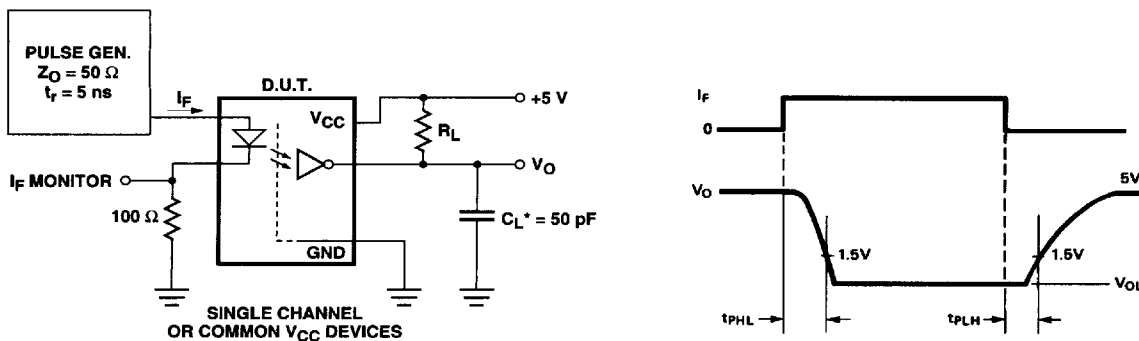 PULSE GEN.
Z_O = 50 Ω
t_r = 5 ns
I_F
D.U.T.
V_CC
+5 V
R_L
V_O
I_F MONITOR
100 Ω
C_L* = 50 pF
GND
SINGLE CHANNEL
OR COMMON V_CC DEVICES
I_F
0
V_O
5V
1.5V
1.5V
V_OL
t_PHL
t_PLH